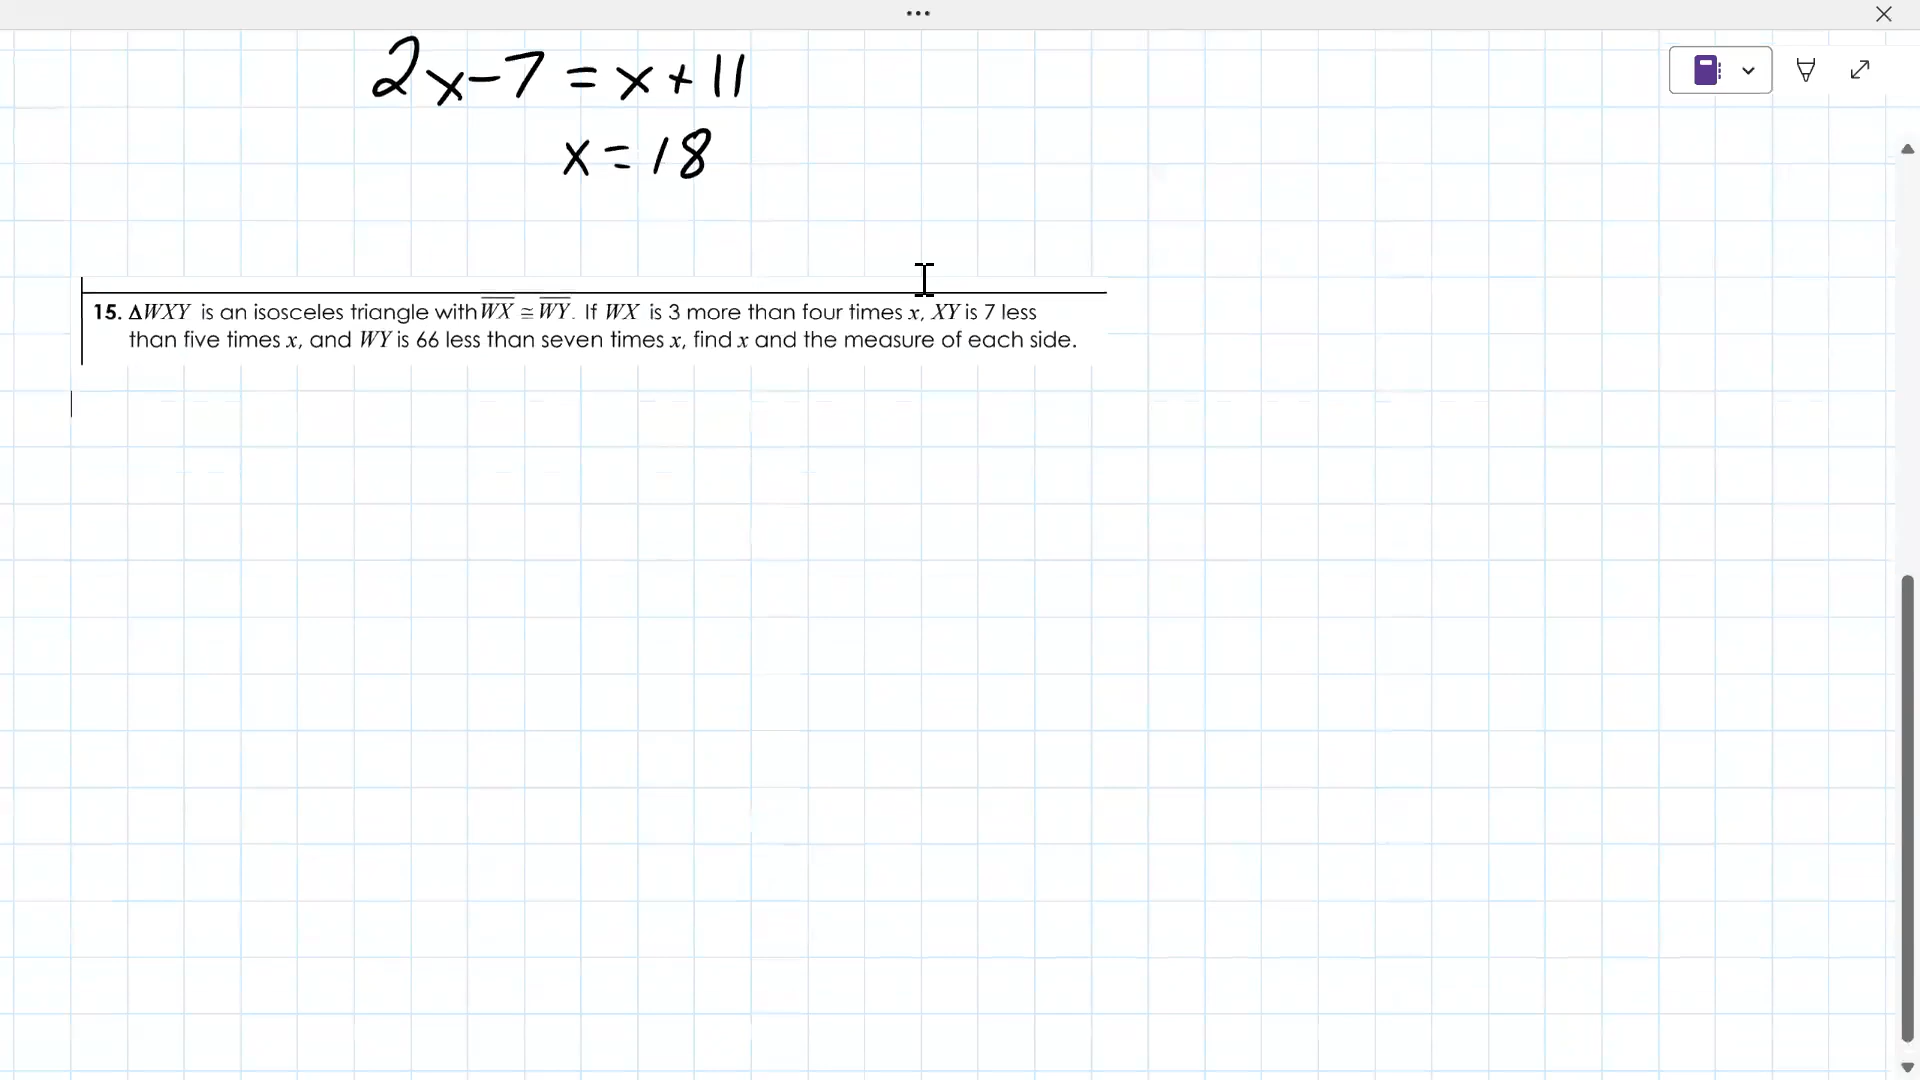 2x-7 = x + 11
x = 18
15. ΔWXY is an isosceles triangle with W͞X ≅ W͞Y. If WX is 3 more than four times x, XY is 7 less
than five times x, and WY is 66 less than seven times x, find x and the measure of each side.